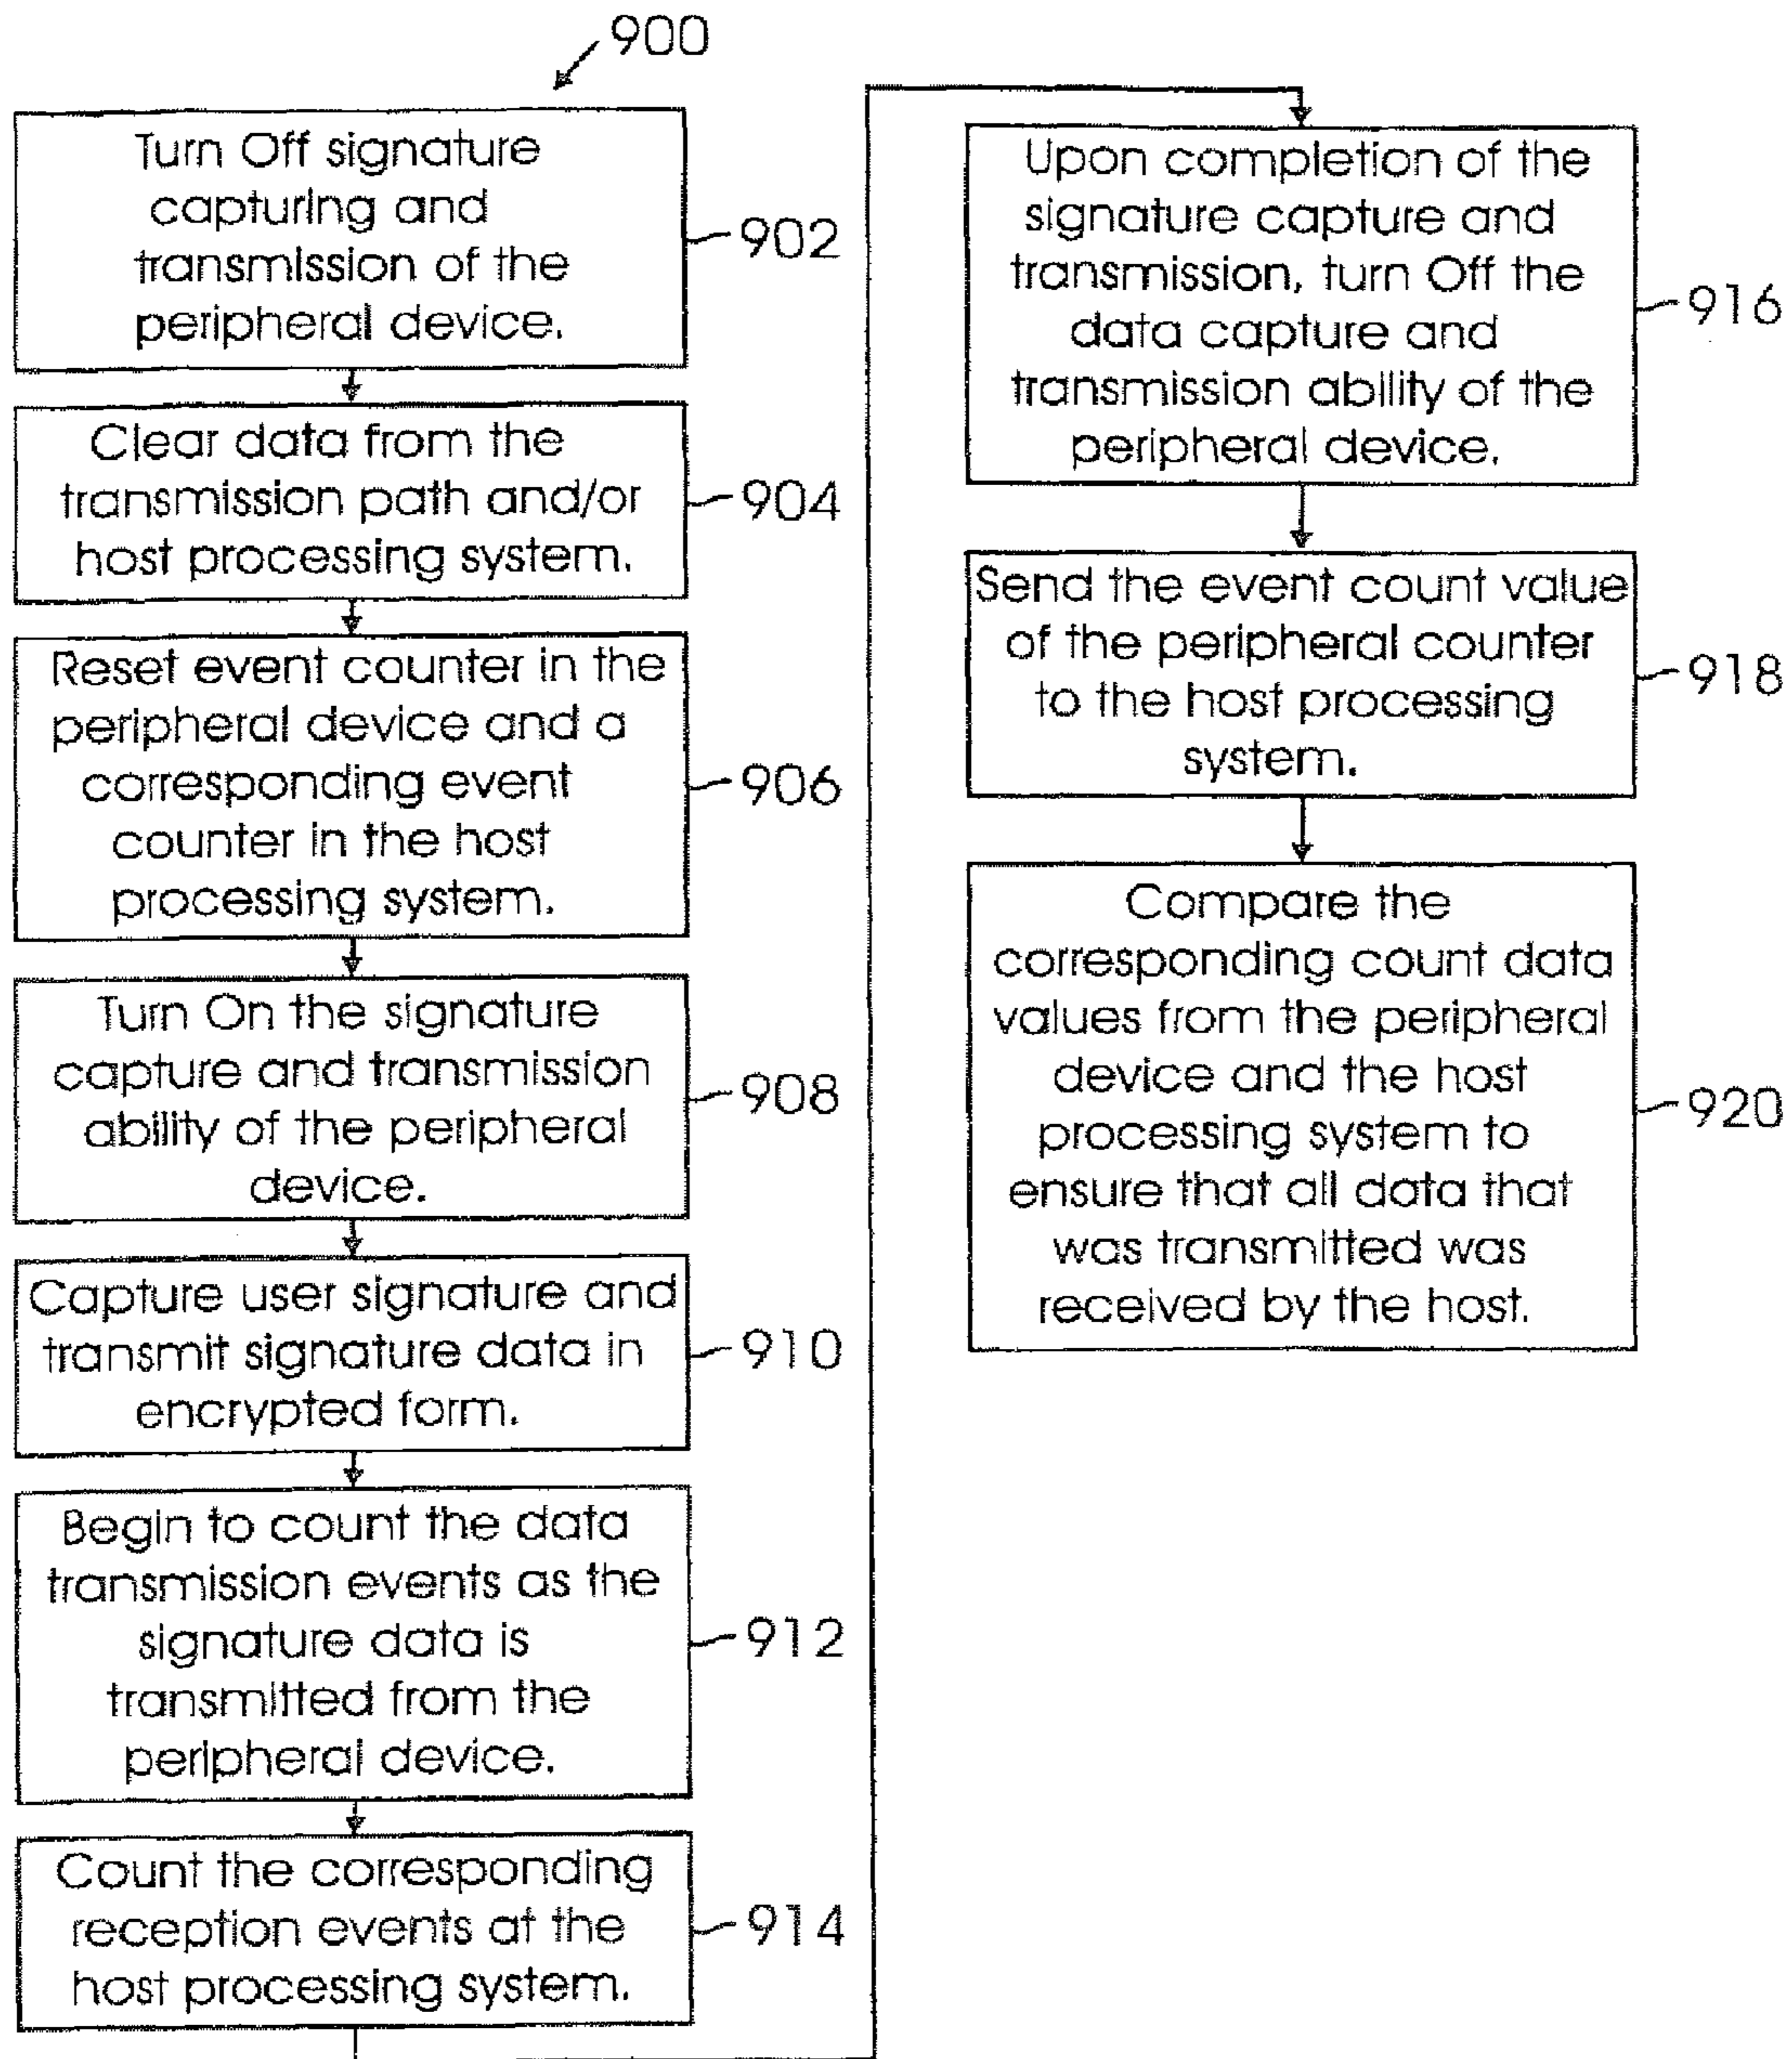 900
Turn Off signature
capturing and
transmission of the
peripheral device.
902
Clear data from the
transmission path and/or
host processing system.
904
Reset event counter in the
peripheral device and a
corresponding event
counter in the host
processing system.
906
Turn On the signature
capture and transmission
ability of the peripheral
device.
908
Capture user signature and
transmit signature data in
encrypted form.
910
Begin to count the data
transmission events as the
signature data is
transmitted from the
peripheral device.
912
Count the corresponding
reception events at the
host processing system.
914
Upon completion of the
signature capture and
transmission, turn Off the
data capture and
transmission ability of the
peripheral device.
916
Send the event count value
of the peripheral counter
to the host processing
system.
918
Compare the
corresponding count data
values from the peripheral
device and the host
processing system to
ensure that all data that
was transmitted was
received by the host.
920